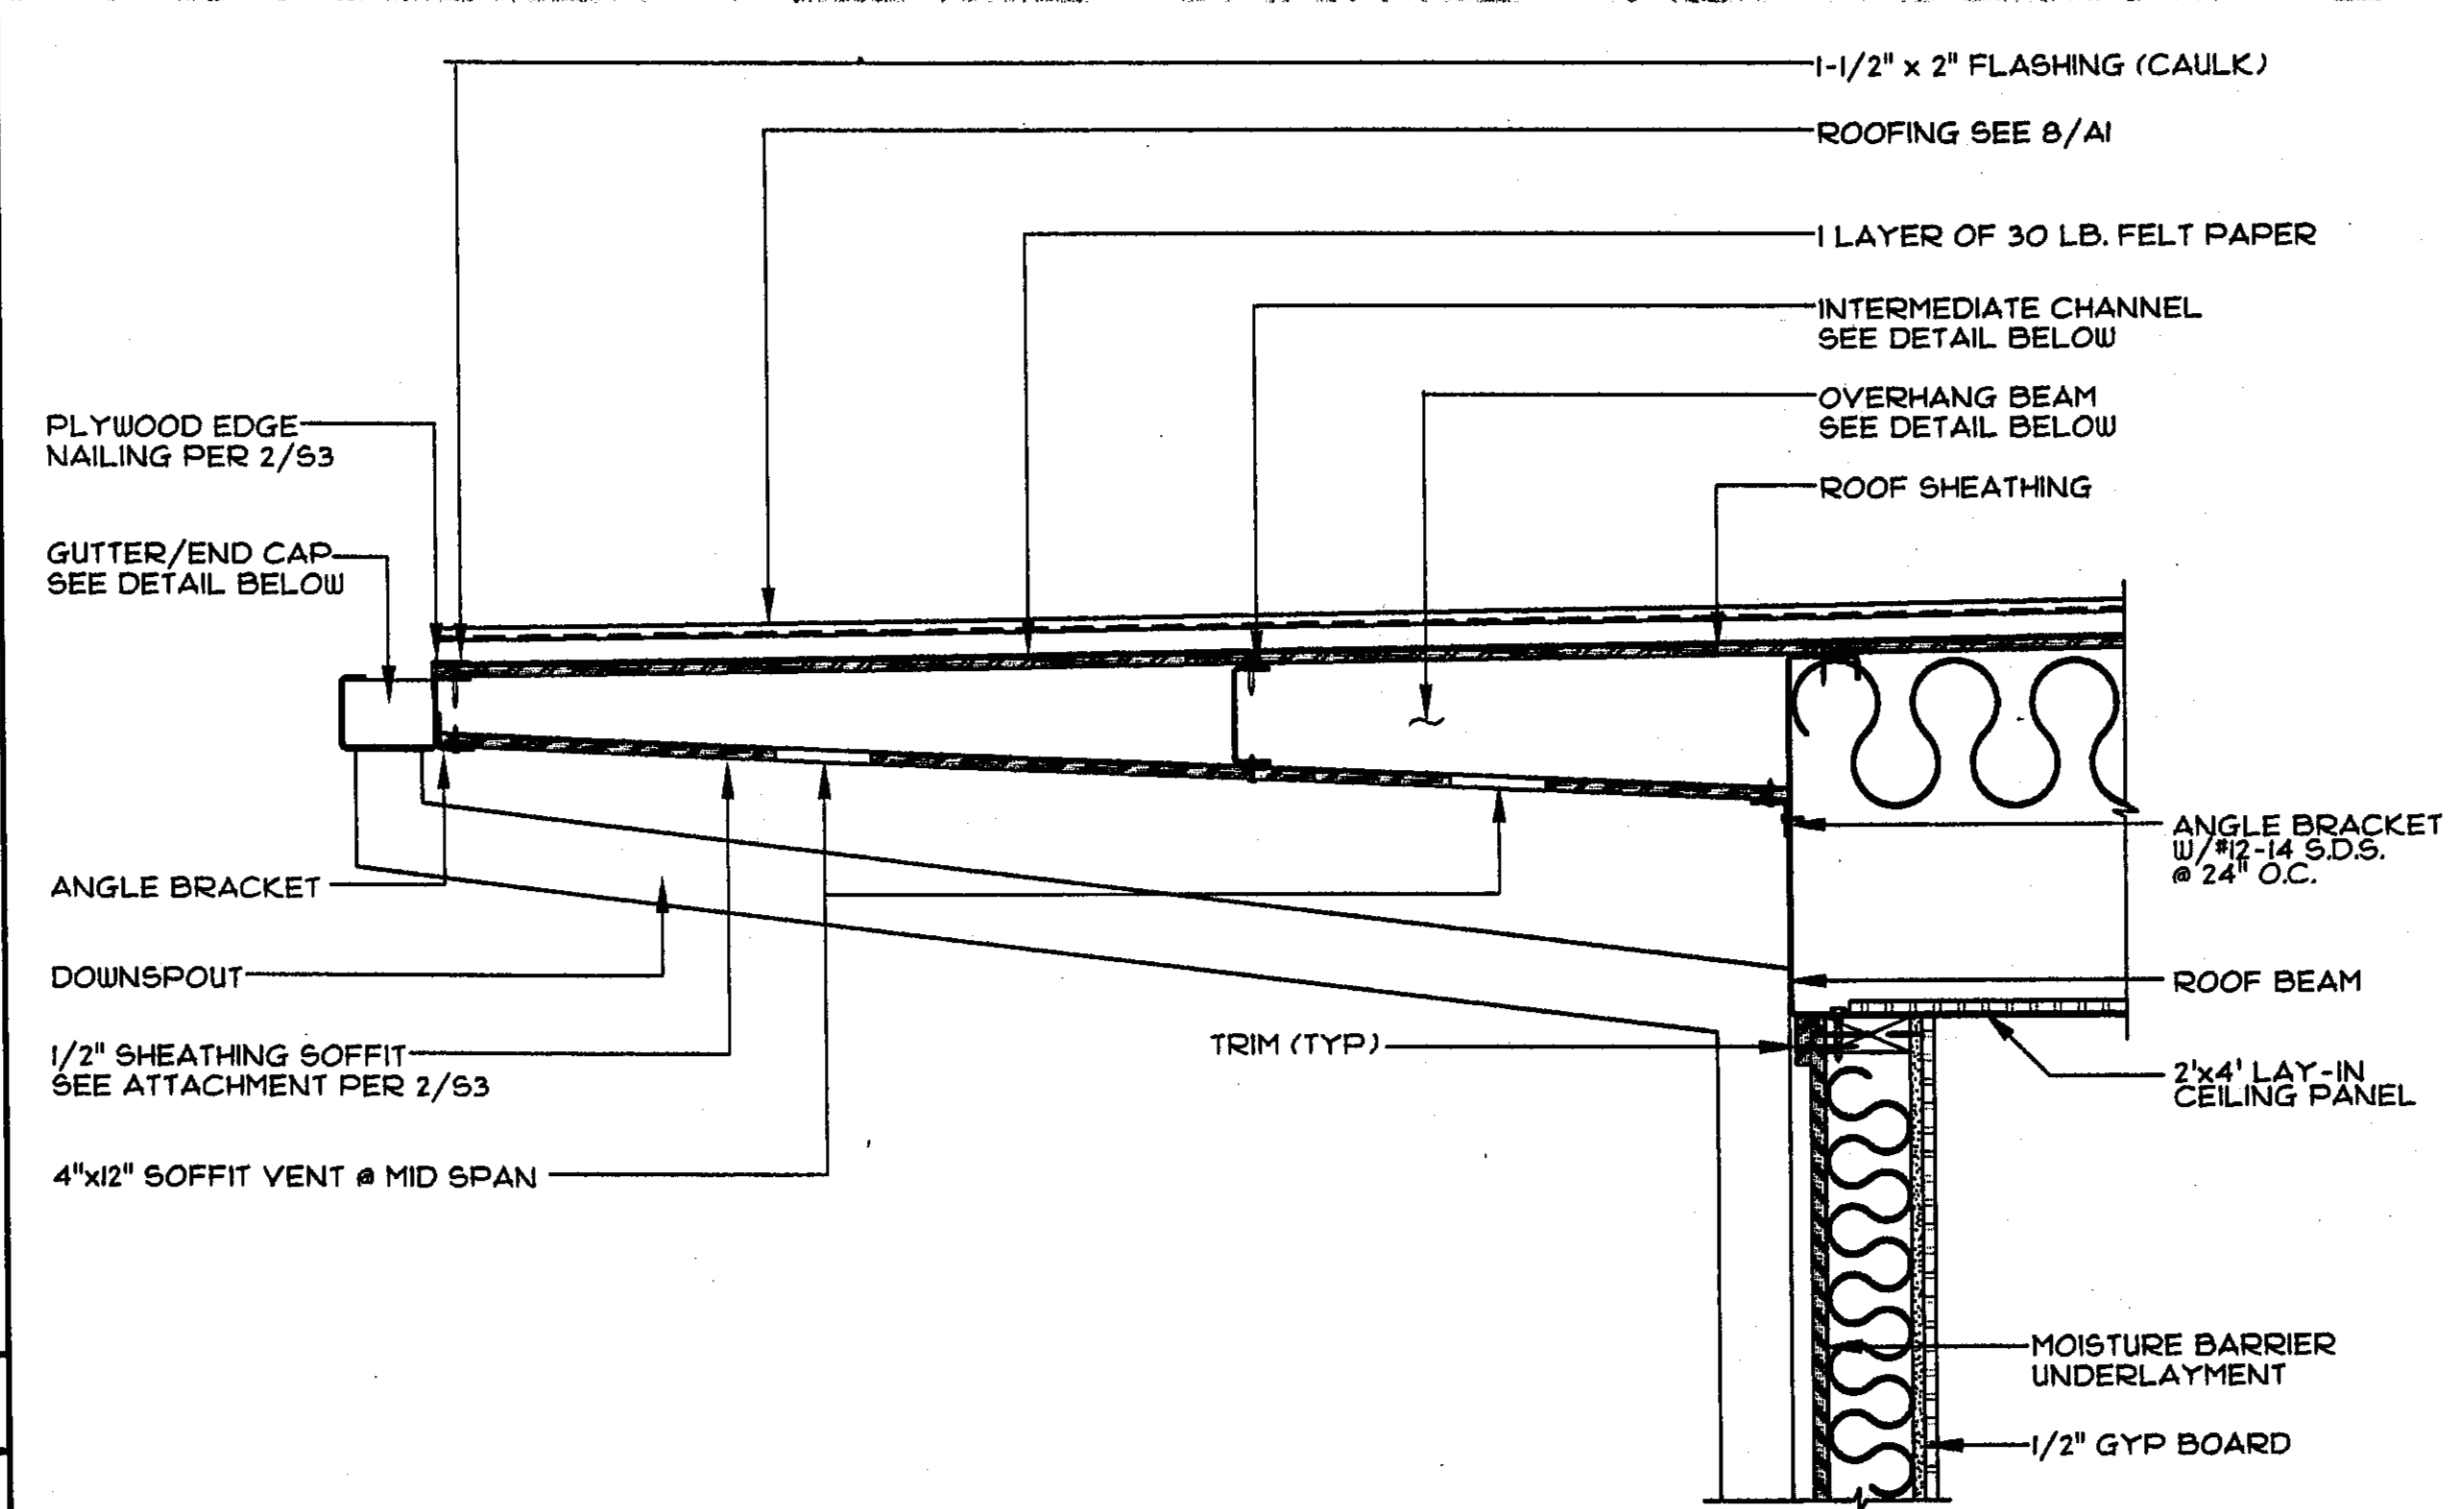 1-1/2" x 2" FLASHING (CAULK)
ROOFING SEE 8/A1
1 LAYER OF 30 LB. FELT PAPER
INTERMEDIATE CHANNEL
SEE DETAIL BELOW
OVERHANG BEAM
SEE DETAIL BELOW
ROOF SHEATHING
PLYWOOD EDGE
NAILING PER 2/S3
GUTTER/END CAP
SEE DETAIL BELOW
ANGLE BRACKET
DOWNSPOUT
1/2" SHEATHING SOFFIT
SEE ATTACHMENT PER 2/S3
4"x12" SOFFIT VENT @ MID SPAN
TRIM (TYP)
ANGLE BRACKET
W/#12-14 S.D.S.
@ 24" O.C.
ROOF BEAM
2'x4' LAY-IN
CEILING PANEL
MOISTURE BARRIER
UNDERLAYMENT
1/2" GYP BOARD